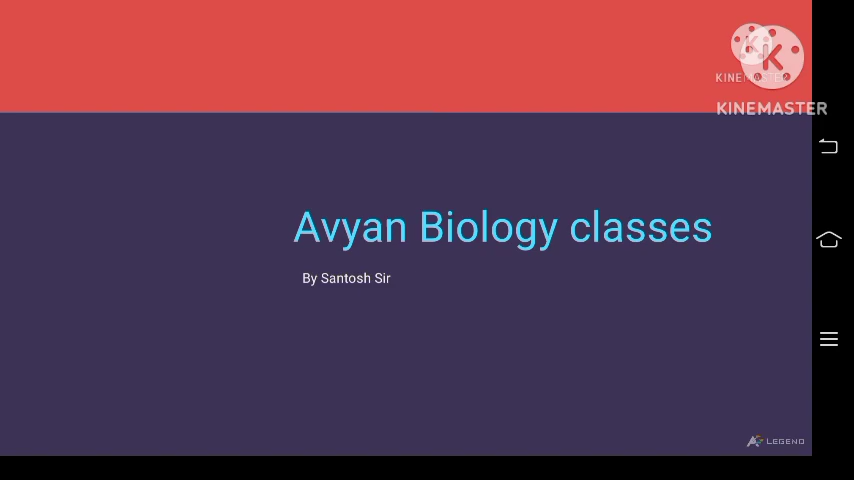 KINEMASTER
KINEMASTER
Avyan Biology classes
By Santosh Sir
LEGEND